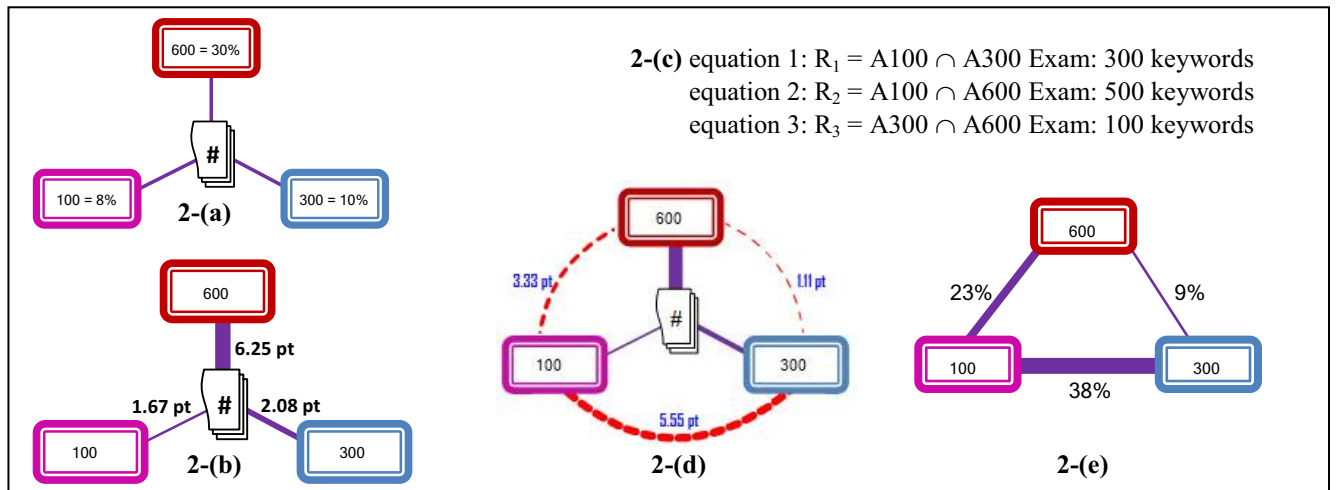 600 = 30%
#
100 = 8%
300 = 10%
2-(a)
600
6.25 pt
1.67 pt
#
2.08 pt
100
300
2-(b)
2-(c) equation 1: R₁ = A100 ∩ A300 Exam: 300 keywords
equation 2: R₂ = A100 ∩ A600 Exam: 500 keywords
equation 3: R₃ = A300 ∩ A600 Exam: 100 keywords
600
3.33 pt
1.11 pt
#
100
300
5.55 pt
2-(d)
600
23%
9%
100
300
38%
2-(e)